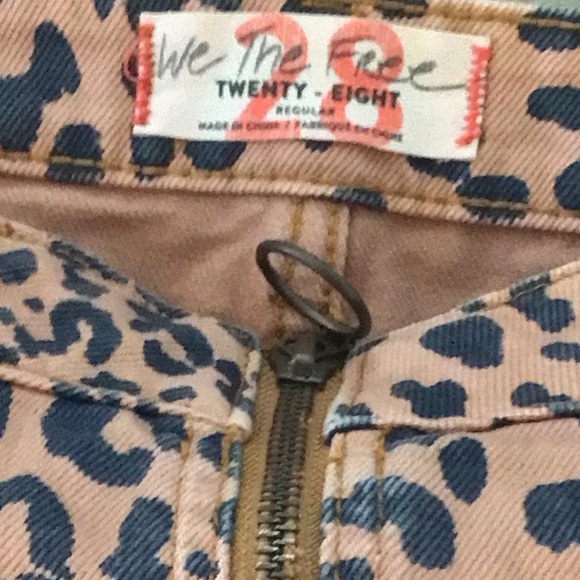 We The Free
28
TWENTY - EIGHT
REGULAR
MADE IN CHINA / FABRIQUÉ EN CHINE